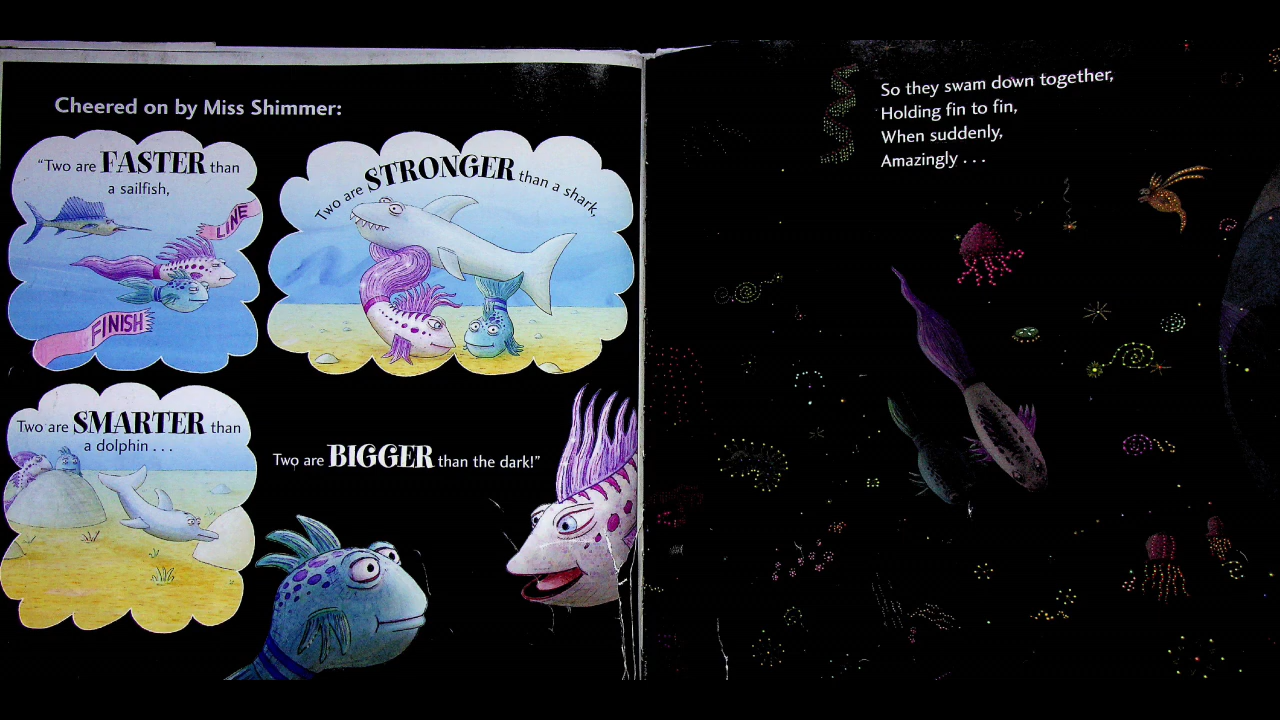 Cheered on by Miss Shimmer:
"Two are FASTER than
a sailfish,
LINE
FINISH
Two are STRONGER than a shark,
Two are SMARTER than
a dolphin . . .
Two are BIGGER than the dark!"
So they swam down together,
Holding fin to fin,
When suddenly,
Amazingly . . .